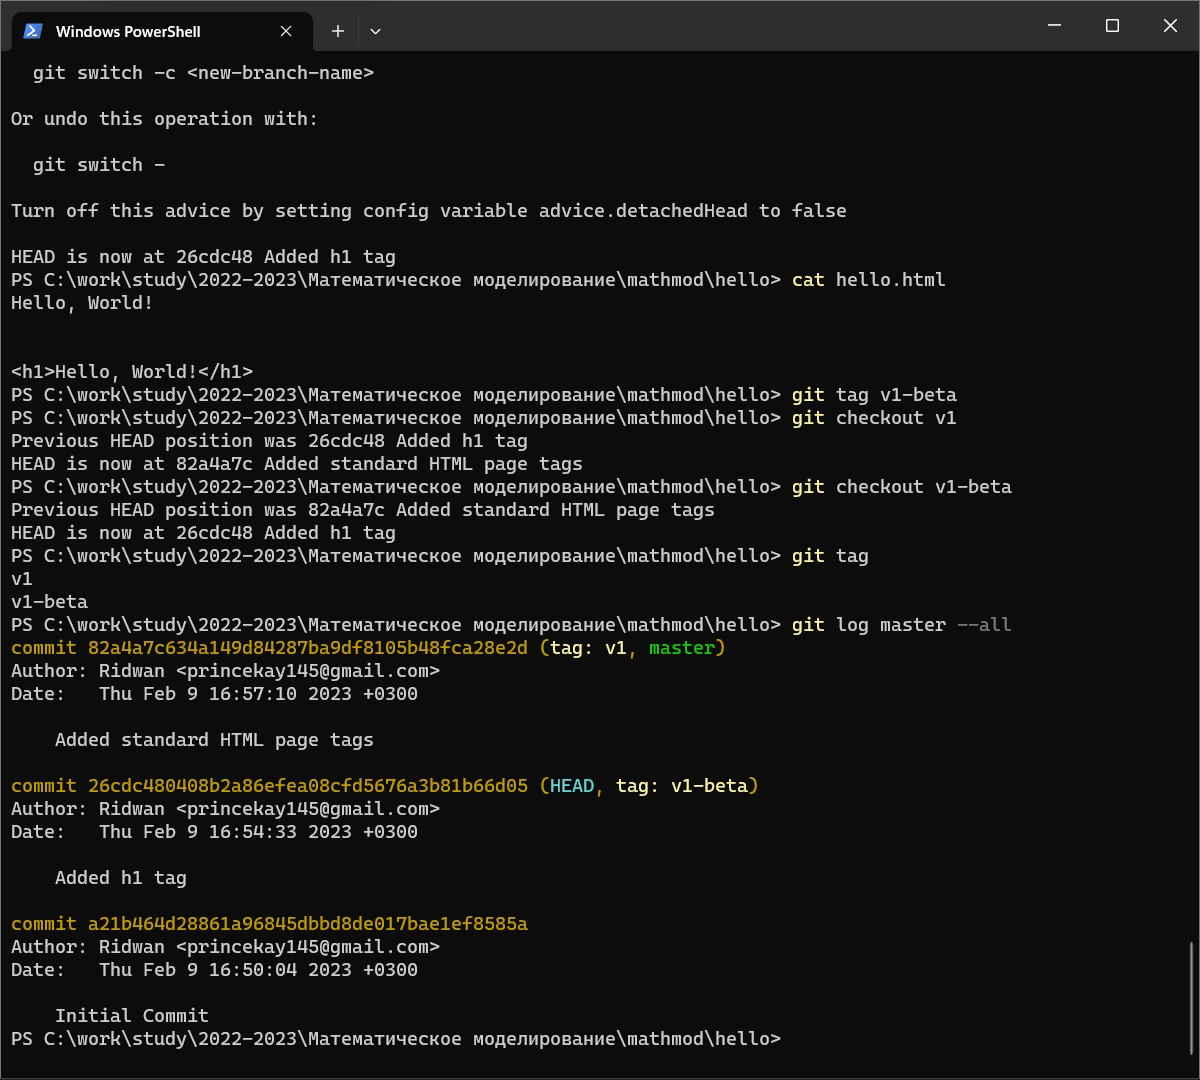 Windows PowerShell
git switch -c <new-branch-name>
Or undo this operation with:
git switch -
Turn off this advice by setting config variable advice.detachedHead to false
HEAD is now at 26cdc48 Added h1 tag
PS C:\work\study\2022-2023\Математическое моделирование\mathmod\hello> cat hello.html
Hello, World!
<h1>Hello, World!</h1>
PS C:\work\study\2022-2023\Математическое моделирование\mathmod\hello> git tag v1-beta
PS C:\work\study\2022-2023\Математическое моделирование\mathmod\hello> git checkout v1
Previous HEAD position was 26cdc48 Added h1 tag
HEAD is now at 82a4a7c Added standard HTML page tags
PS C:\work\study\2022-2023\Математическое моделирование\mathmod\hello> git checkout v1-beta
Previous HEAD position was 82a4a7c Added standard HTML page tags
HEAD is now at 26cdc48 Added h1 tag
PS C:\work\study\2022-2023\Математическое моделирование\mathmod\hello> git tag
v1
v1-beta
PS C:\work\study\2022-2023\Математическое моделирование\mathmod\hello> git log master --all
commit 82a4a7c634a149d84287ba9df8105b48fca28e2d (tag: v1, master)
Author: Ridwan <princekay145@gmail.com>
Date:   Thu Feb 9 16:57:10 2023 +0300
Added standard HTML page tags
commit 26cdc480408b2a86efea08cfd5676a3b81b66d05 (HEAD, tag: v1-beta)
Author: Ridwan <princekay145@gmail.com>
Date:   Thu Feb 9 16:54:33 2023 +0300
Added h1 tag
commit a21b464d28861a96845dbbd8de017bae1ef8585a
Author: Ridwan <princekay145@gmail.com>
Date:   Thu Feb 9 16:50:04 2023 +0300
Initial Commit
PS C:\work\study\2022-2023\Математическое моделирование\mathmod\hello>